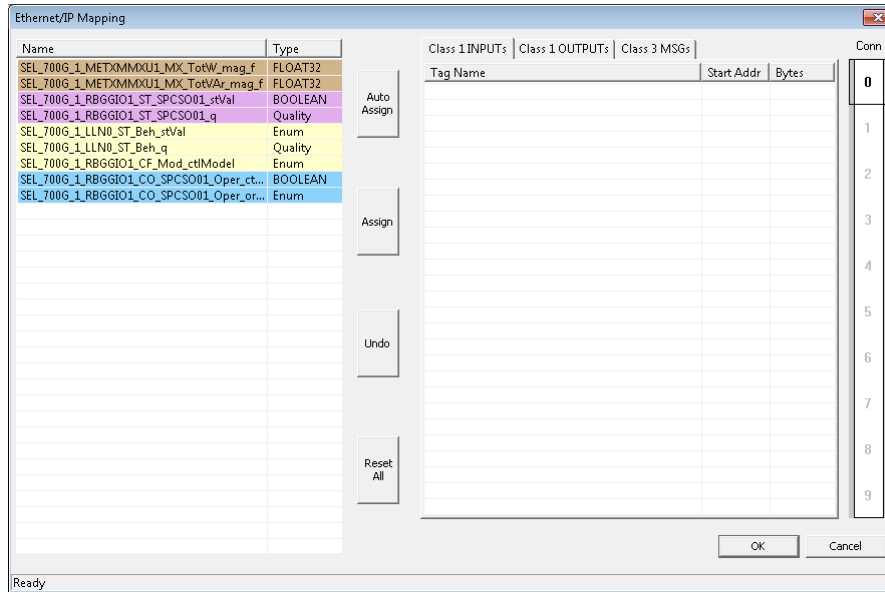 Ethernet/IP Mapping
Name Type
SEL_700G_1_METXMMXU1_MX_TotW_mag_f FLOAT32
SEL_700G_1_METXMMXU1_MX_TotVAr_mag_f FLOAT32
SEL_700G_1_RBGGIO1_ST_SPCSO01_stVal BOOLEAN
SEL_700G_1_RBGGIO1_ST_SPCSO01_q Quality
SEL_700G_1_LLN0_ST_Beh_stVal Enum
SEL_700G_1_LLN0_ST_Beh_q Quality
SEL_700G_1_RBGGIO1_CF_Mod_ctlModel Enum
SEL_700G_1_RBGGIO1_CO_SPCSO01_Oper_ct... BOOLEAN
SEL_700G_1_RBGGIO1_CO_SPCSO01_Oper_or... Enum
Auto
Assign
Assign
Undo
Reset
All
Class 1 INPUTs Class 1 OUTPUTs Class 3 MSGs
Tag Name Start Addr Bytes
Conn
0
1
2
3
4
5
6
7
8
9
OK Cancel
Ready